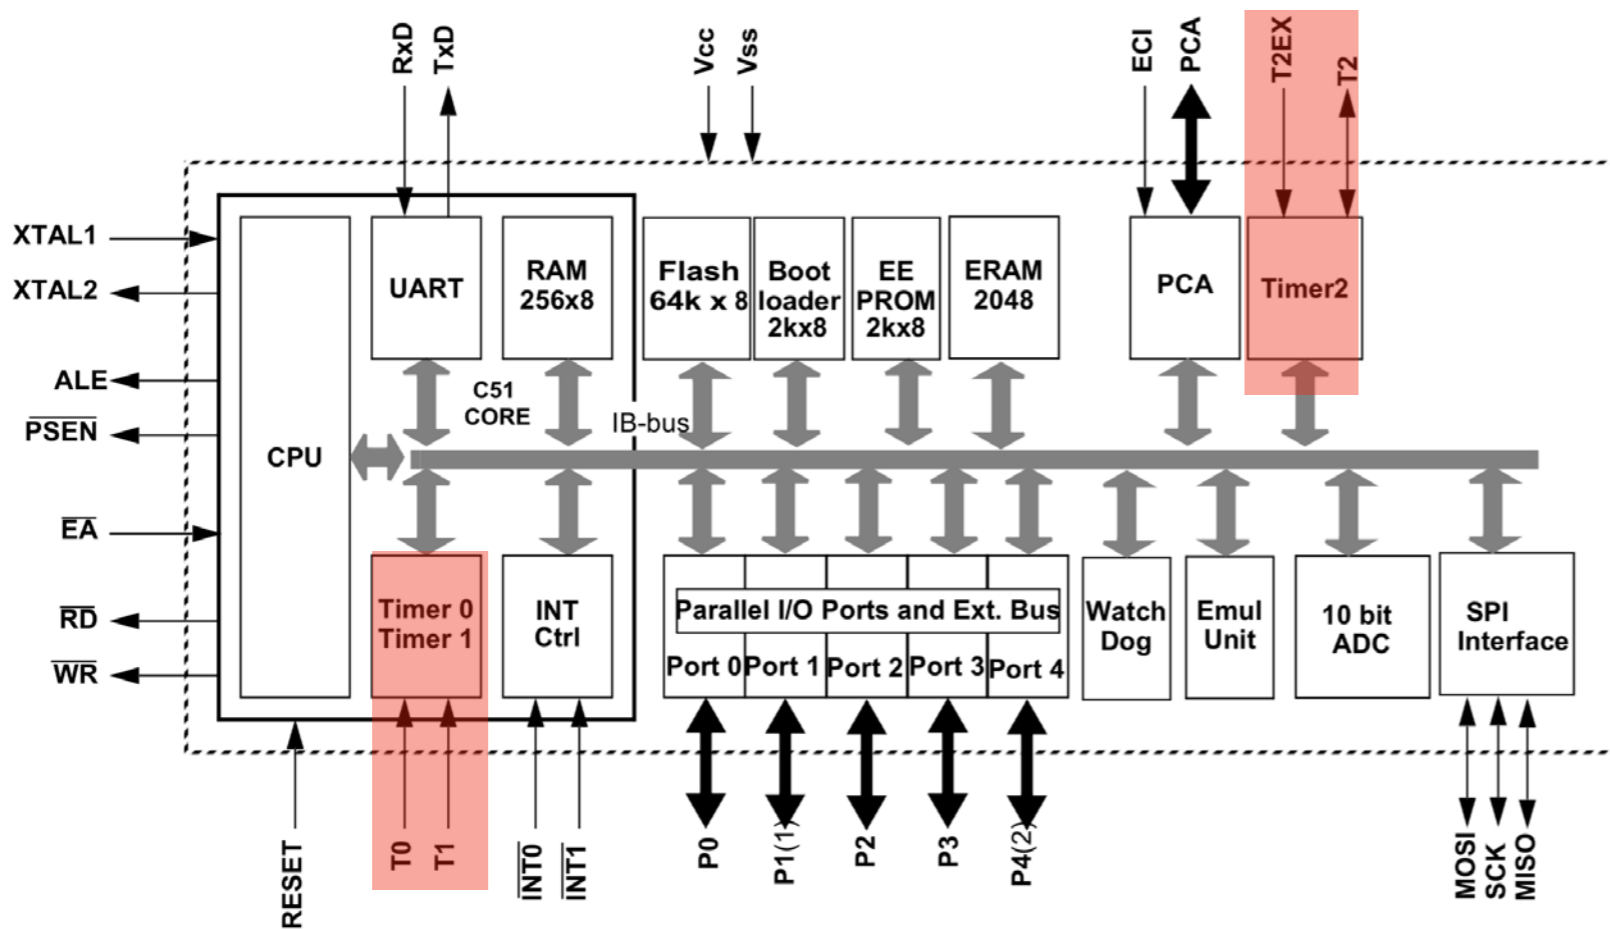 RxD
TxD
Vcc
Vss
ECI
PCA
T2EX
T2
XTAL1
XTAL2
ALE
PSEN
EA
RD
WR
RESET
CPU
UART
RAM
256x8
C51
CORE
IB-bus
Flash
64k x 8
Boot
loader
2kx8
EE
PROM
2kx8
ERAM
2048
PCA
Timer2
Timer 0
Timer 1
INT
Ctrl
Parallel I/O Ports and Ext. Bus
Port 0
Port 1
Port 2
Port 3
Port 4
Watch
Dog
Emul
Unit
10 bit
ADC
SPI
Interface
T0
T1
INT0
INT1
P0
P1(1)
P2
P3
P4(2)
MOSI
SCK
MISO